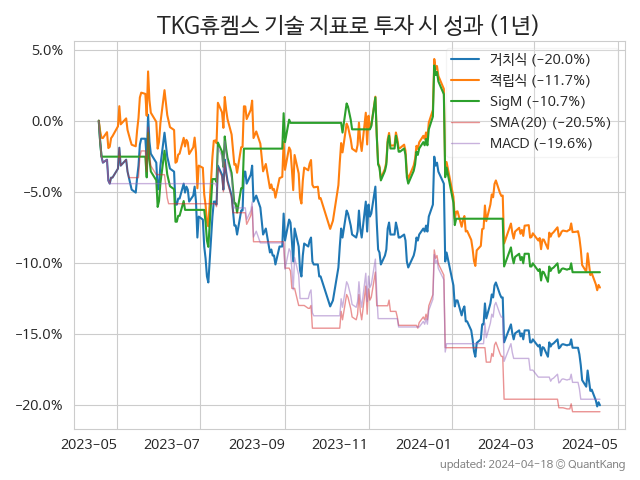 TKG휴켐스 기술 지표로 투자 시 성과 (1년)
5.0%
0.0%
−5.0%
−10.0%
−15.0%
−20.0%
거치식 (−20.0%)
적립식 (−11.7%)
SigM (−10.7%)
SMA(20) (−20.5%)
MACD (−19.6%)
2023-05 2023-07 2023-09 2023-11 2024-01 2024-03 2024-05
updated: 2024-04-18 ⓒ QuantKang